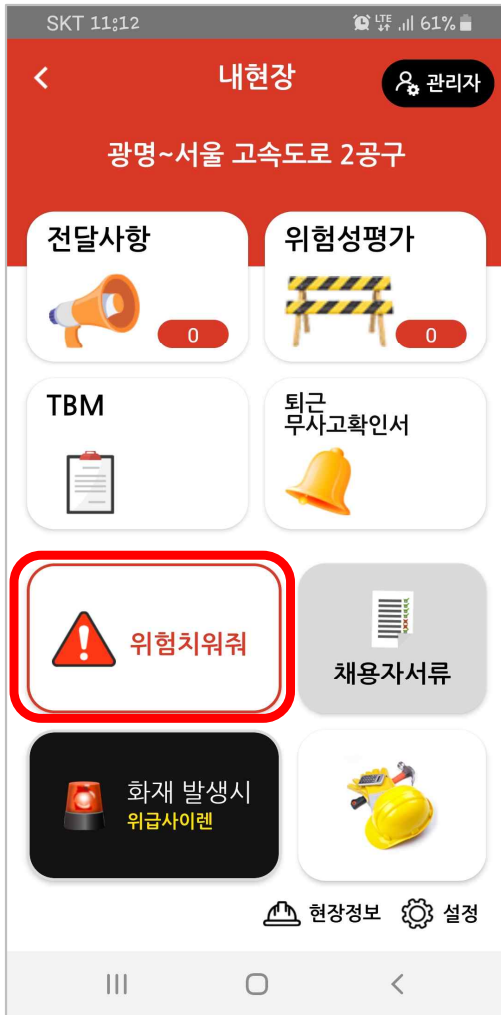 SKT 11:12
LTE 61%
내현장
관리자
광명~서울 고속도로 2공구
전달사항
0
위험성평가
0
TBM
퇴근
무사고확인서
위험치워줘
채용자서류
화재 발생시
위급사이렌
현장정보
설정